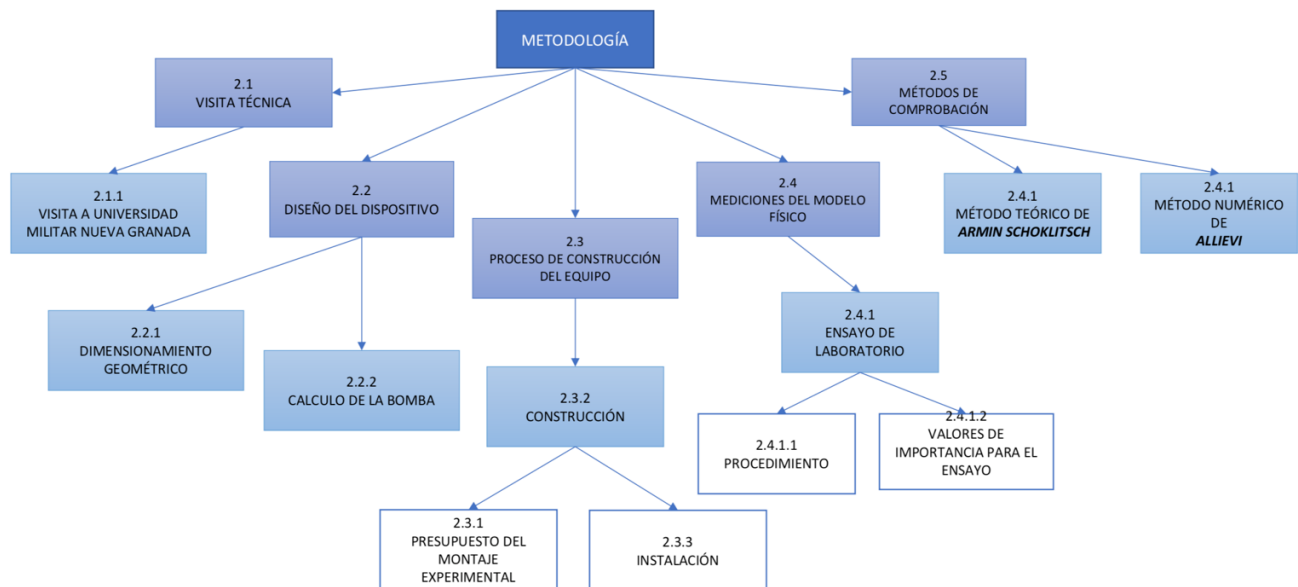 METODOLOGÍA
2.1
VISITA TÉCNICA
2.5
MÉTODOS DE
COMPROBACIÓN
2.1.1
VISITA A UNIVERSIDAD
MILITAR NUEVA GRANADA
2.2
DISEÑO DEL DISPOSITIVO
2.3
PROCESO DE CONSTRUCCIÓN
DEL EQUIPO
2.4
MEDICIONES DEL MODELO
FÍSICO
2.4.1
MÉTODO TEÓRICO DE
ARMIN SCHOKLITSCH
2.4.1
MÉTODO NUMÉRICO
DE
ALLIEVI
2.2.1
DIMENSIONAMIENTO
GEOMÉTRICO
2.2.2
CALCULO DE LA BOMBA
2.3.2
CONSTRUCCIÓN
2.4.1
ENSAYO DE
LABORATORIO
2.4.1.1
PROCEDIMIENTO
2.4.1.2
VALORES DE
IMPORTANCIA PARA EL
ENSAYO
2.3.1
PRESUPUESTO DEL
MONTAJE
EXPERIMENTAL
2.3.3
INSTALACIÓN